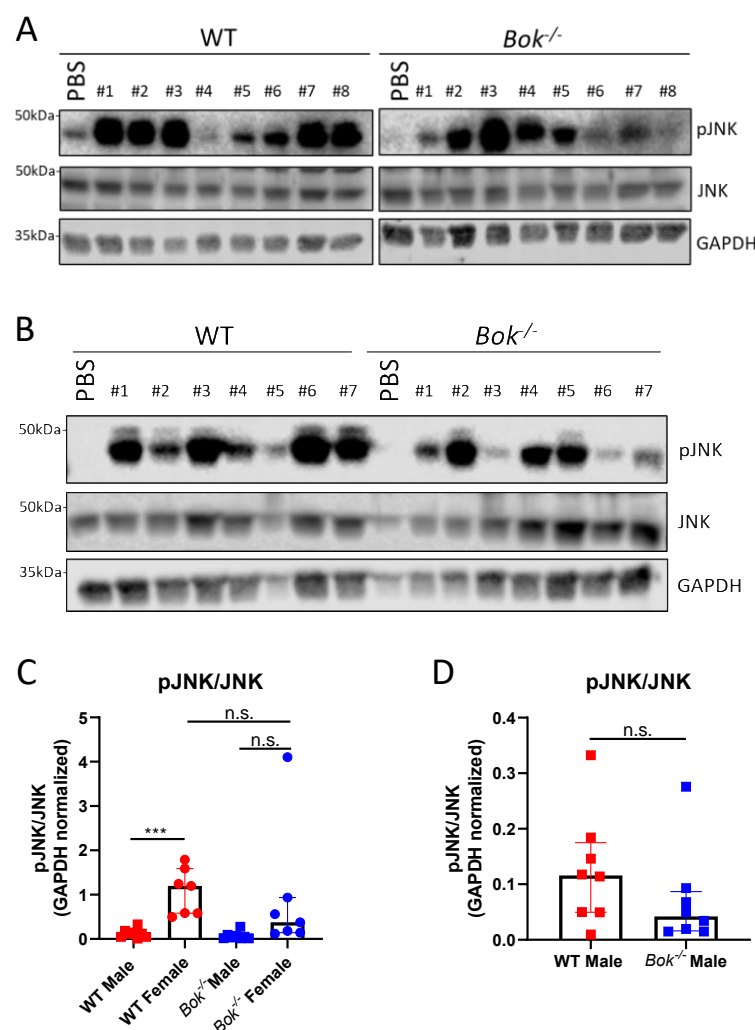 A
WT
Bok-/-
PBS #1 #2 #3 #4 #5 #6 #7 #8 PBS #1 #2 #3 #4 #5 #6 #7 #8
50kDa
pJNK
50kDa
JNK
35kDa
GAPDH
B
WT
Bok-/-
PBS #1 #2 #3 #4 #5 #6 #7 PBS #1 #2 #3 #4 #5 #6 #7
50kDa
pJNK
50kDa
JNK
35kDa
GAPDH
C
pJNK/JNK
pJNK/JNK
(GAPDH normalized)
5
4
3
2
1
0
n.s.
n.s.
***
WT Male
WT Female
Bok-/- Male
Bok-/- Female
D
pJNK/JNK
pJNK/JNK
(GAPDH normalized)
0.4
0.3
0.2
0.1
0.0
n.s.
WT Male
Bok-/- Male